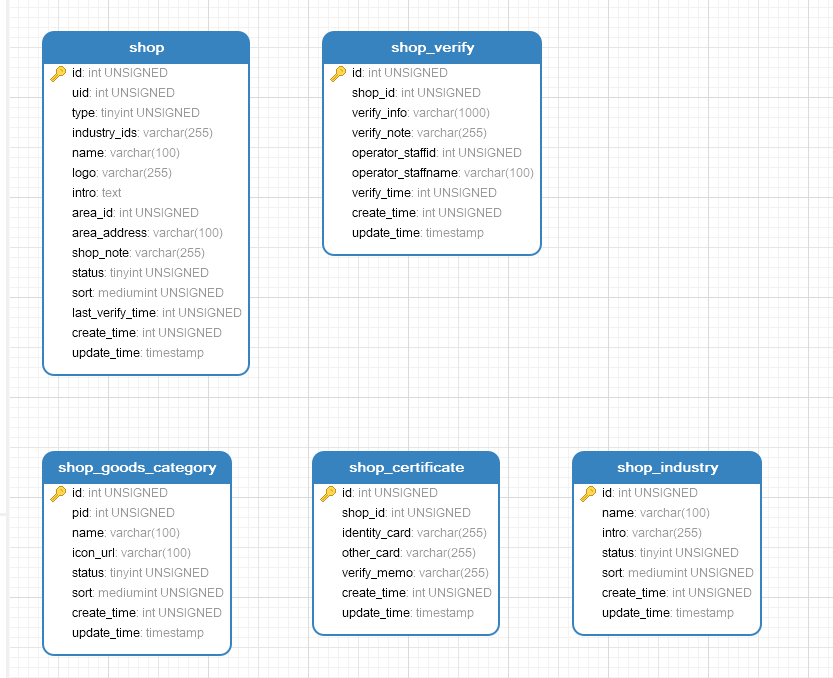 shop
id: int UNSIGNED
uid: int UNSIGNED
type: tinyint UNSIGNED
industry_ids: varchar(255)
name: varchar(100)
logo: varchar(255)
intro: text
area_id: int UNSIGNED
area_address: varchar(100)
shop_note: varchar(255)
status: tinyint UNSIGNED
sort: mediumint UNSIGNED
last_verify_time: int UNSIGNED
create_time: int UNSIGNED
update_time: timestamp
shop_verify
id: int UNSIGNED
shop_id: int UNSIGNED
verify_info: varchar(1000)
verify_note: varchar(255)
operator_staffid: int UNSIGNED
operator_staffname: varchar(100)
verify_time: int UNSIGNED
create_time: int UNSIGNED
update_time: timestamp
shop_goods_category
id: int UNSIGNED
pid: int UNSIGNED
name: varchar(100)
icon_url: varchar(100)
status: tinyint UNSIGNED
sort: mediumint UNSIGNED
create_time: int UNSIGNED
update_time: timestamp
shop_certificate
id: int UNSIGNED
shop_id: int UNSIGNED
identity_card: varchar(255)
other_card: varchar(255)
verify_memo: varchar(255)
create_time: int UNSIGNED
update_time: timestamp
shop_industry
id: int UNSIGNED
name: varchar(100)
intro: varchar(255)
status: tinyint UNSIGNED
sort: mediumint UNSIGNED
create_time: int UNSIGNED
update_time: timestamp